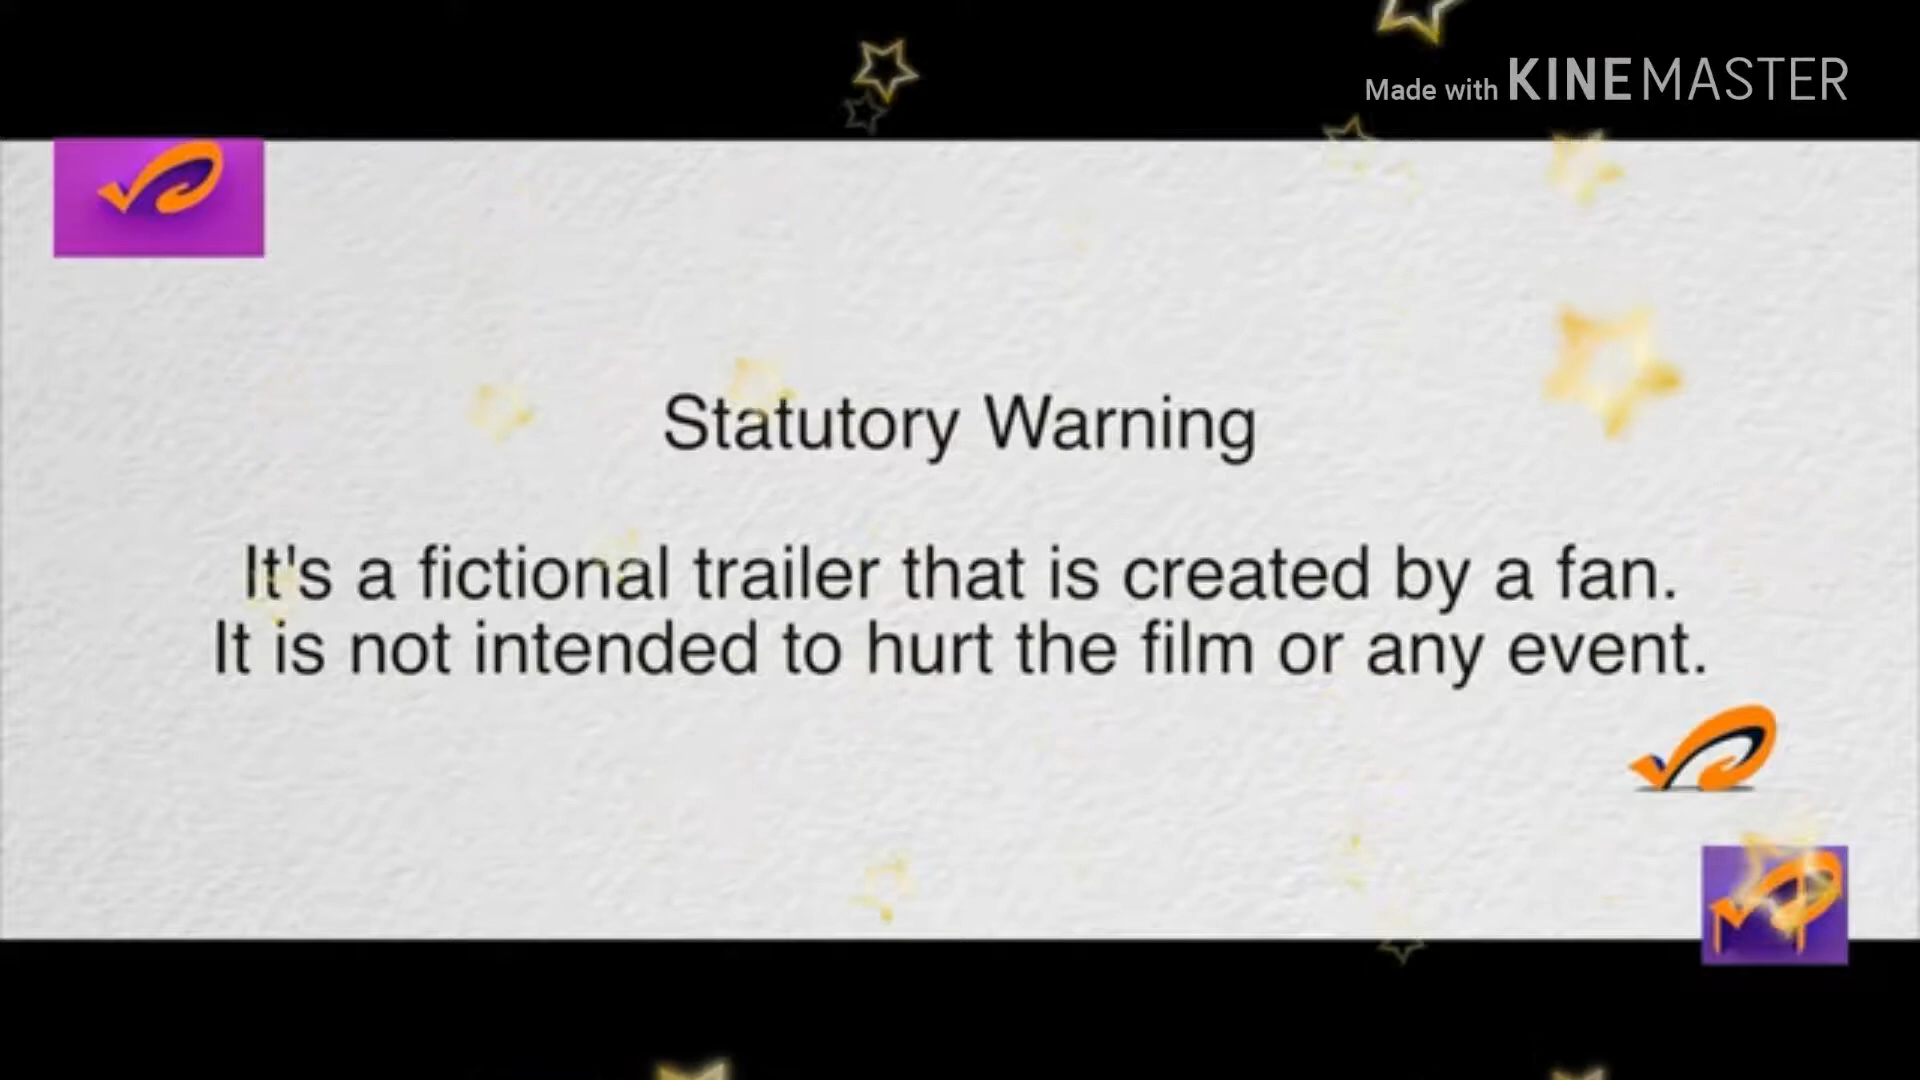 Made with KINEMASTER
Statutory Warning
It's a fictional trailer that is created by a fan.
It is not intended to hurt the film or any event.